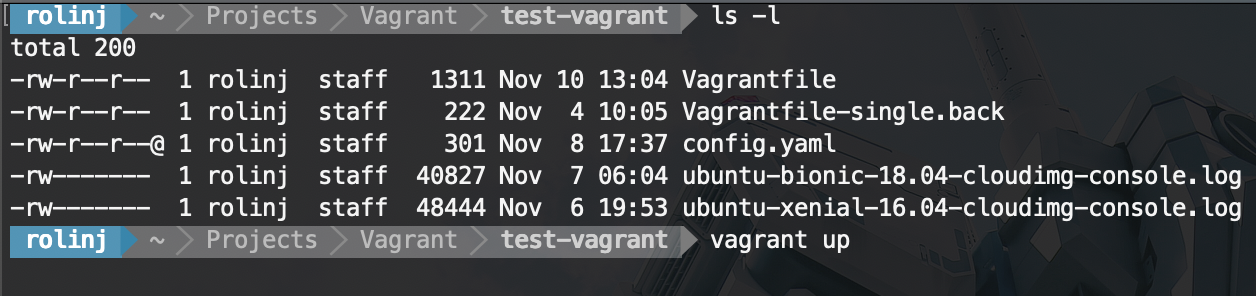 rolinj ~ Projects Vagrant test-vagrant ls -l
total 200
-rw-r--r--  1 rolinj  staff   1311 Nov 10 13:04 Vagrantfile
-rw-r--r--  1 rolinj  staff    222 Nov  4 10:05 Vagrantfile-single.back
-rw-r--r--@ 1 rolinj  staff    301 Nov  8 17:37 config.yaml
-rw-------  1 rolinj  staff  40827 Nov  7 06:04 ubuntu-bionic-18.04-cloudimg-console.log
-rw-------  1 rolinj  staff  48444 Nov  6 19:53 ubuntu-xenial-16.04-cloudimg-console.log
rolinj ~ Projects Vagrant test-vagrant vagrant up